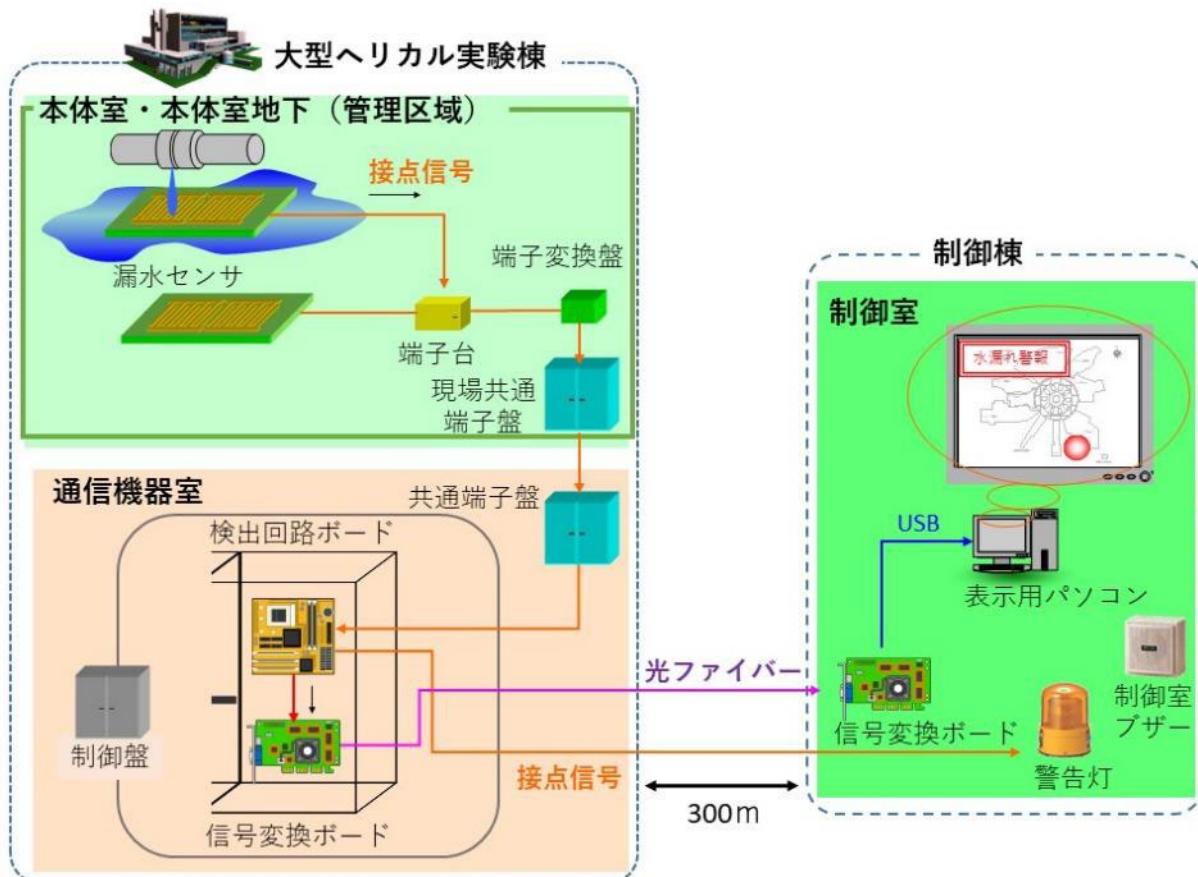 大型ヘリカル実験棟
本体室・本体室地下（管理区域）
接点信号
漏水センサ
端子変換盤
端子台
現場共通
端子盤
通信機器室
共通端子盤
検出回路ボード
制御盤
信号変換ボード
光ファイバー
接点信号
300m
制御棟
制御室
水漏れ警報
USB
表示用パソコン
信号変換ボード
制御室
ブザー
警告灯